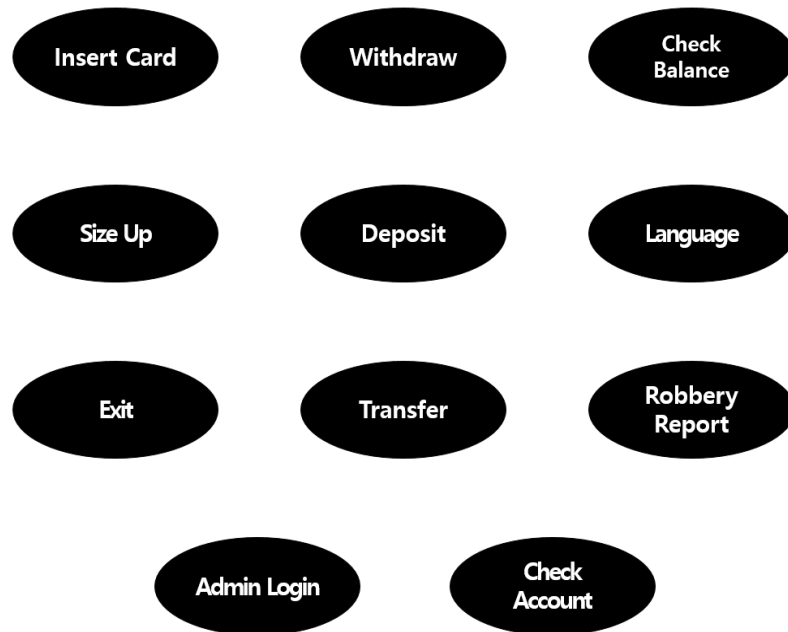 Insert Card
Withdraw
Check
Balance
Size Up
Deposit
Language
Exit
Transfer
Robbery
Report
Admin Login
Check
Account